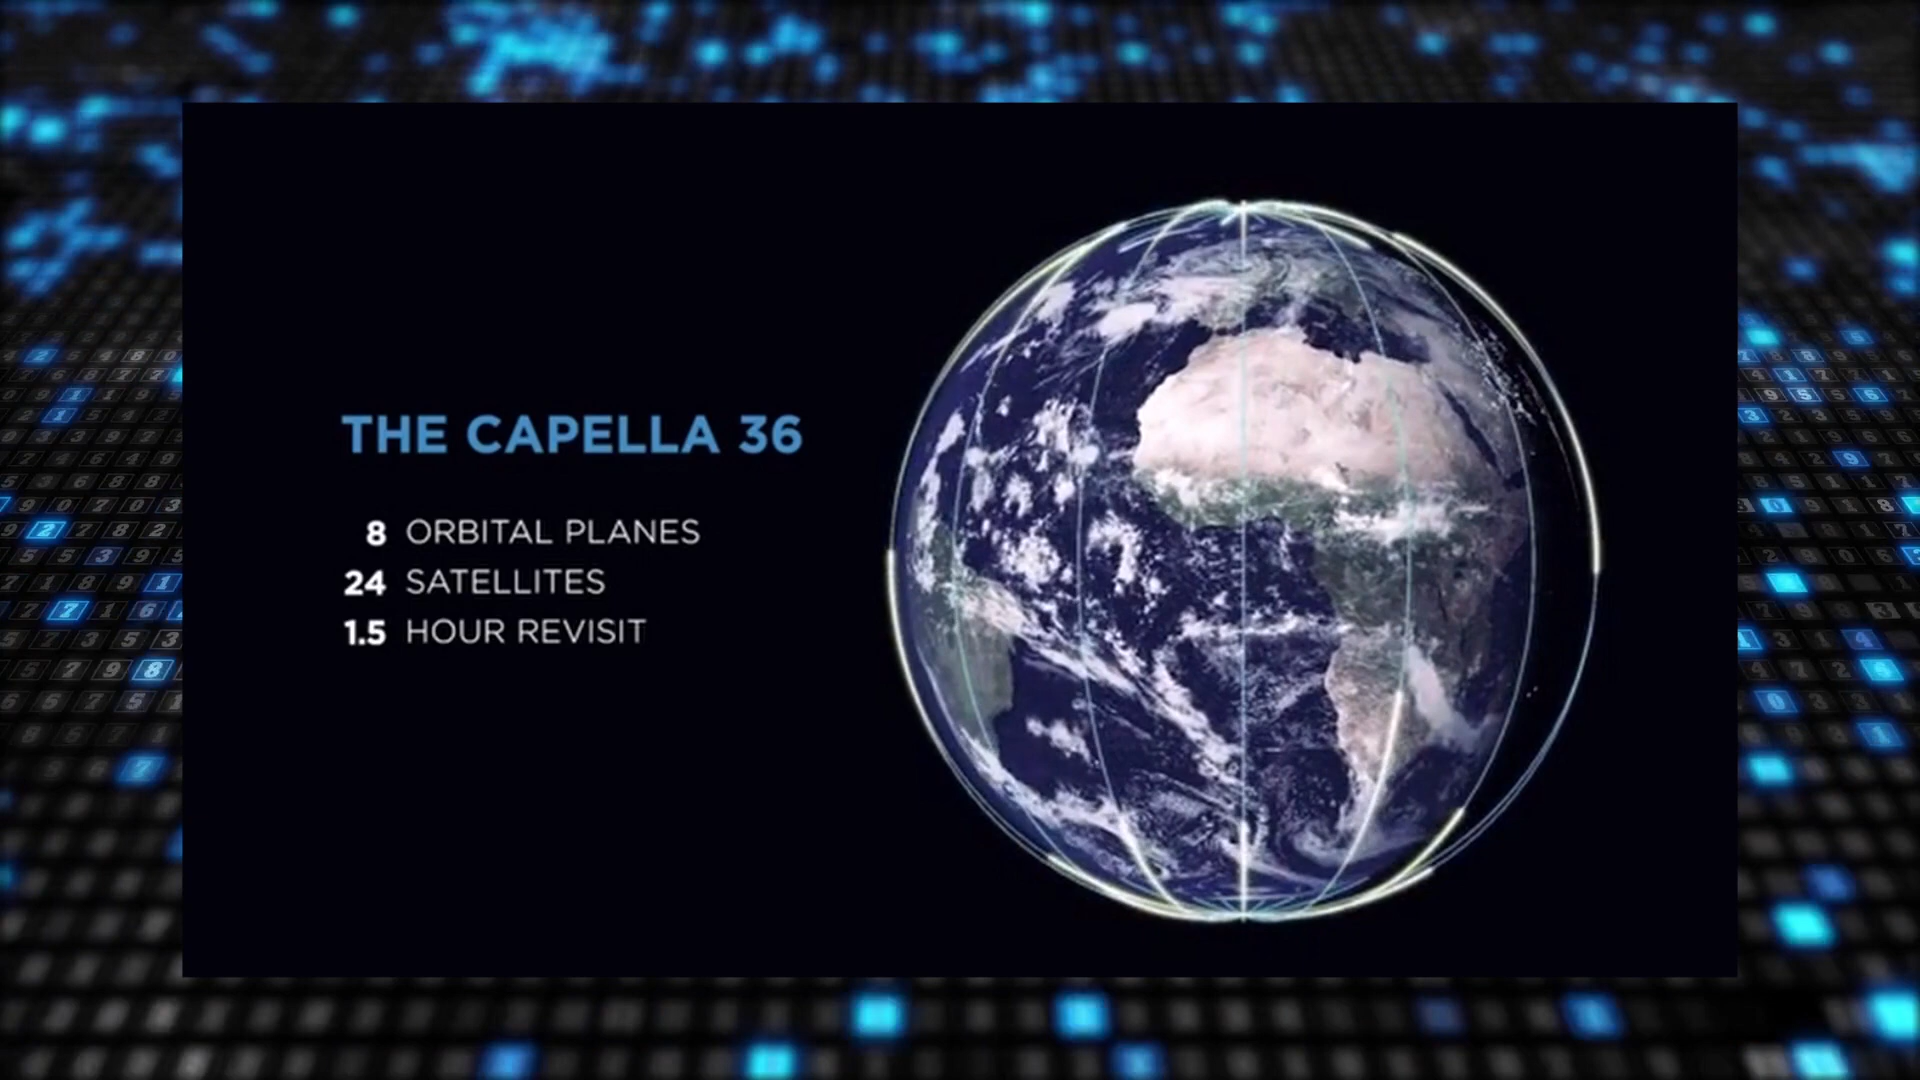 THE CAPELLA 36
8 ORBITAL PLANES
24 SATELLITES
1.5 HOUR REVISIT